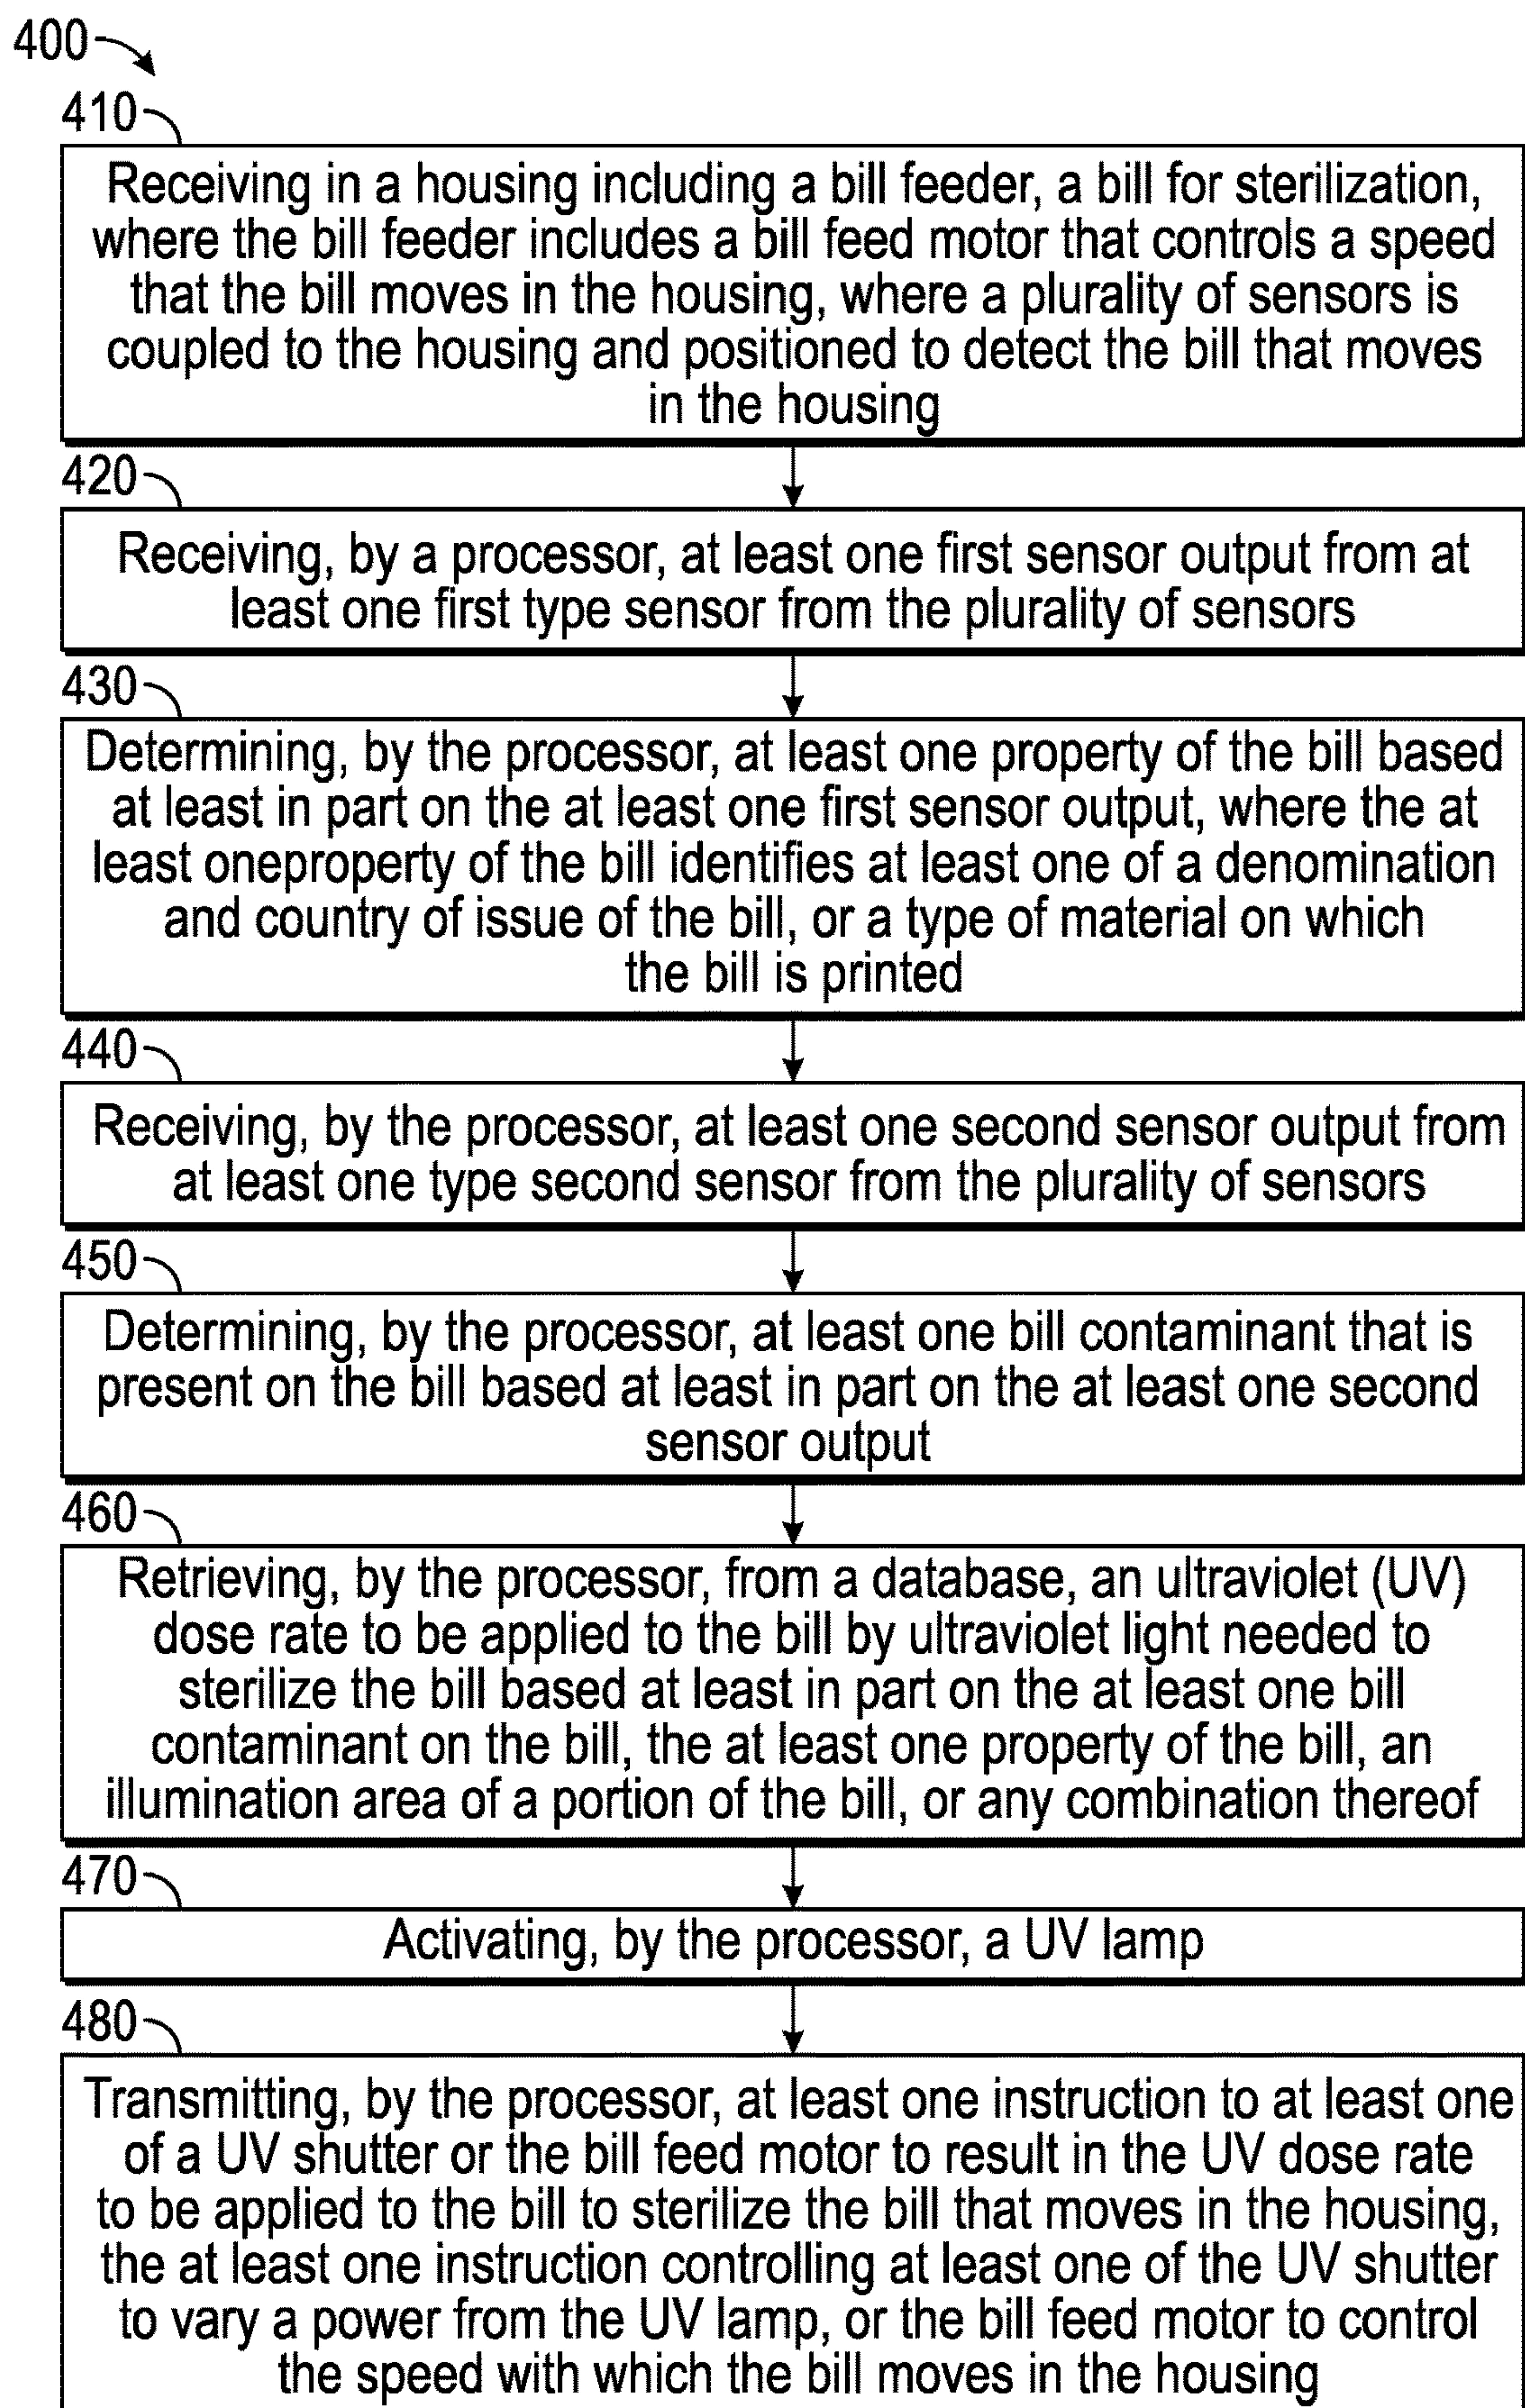 400
410
Receiving in a housing including a bill feeder, a bill for sterilization,
where the bill feeder includes a bill feed motor that controls a speed
that the bill moves in the housing, where a plurality of sensors is
coupled to the housing and positioned to detect the bill that moves
in the housing
420
Receiving, by a processor, at least one first sensor output from at
least one first type sensor from the plurality of sensors
430
Determining, by the processor, at least one property of the bill based
at least in part on the at least one first sensor output, where the at
least oneproperty of the bill identifies at least one of a denomination
and country of issue of the bill, or a type of material on which
the bill is printed
440
Receiving, by the processor, at least one second sensor output from
at least one type second sensor from the plurality of sensors
450
Determining, by the processor, at least one bill contaminant that is
present on the bill based at least in part on the at least one second
sensor output
460
Retrieving, by the processor, from a database, an ultraviolet (UV)
dose rate to be applied to the bill by ultraviolet light needed to
sterilize the bill based at least in part on the at least one bill
contaminant on the bill, the at least one property of the bill, an
illumination area of a portion of the bill, or any combination thereof
470
Activating, by the processor, a UV lamp
480
Transmitting, by the processor, at least one instruction to at least one
of a UV shutter or the bill feed motor to result in the UV dose rate
to be applied to the bill to sterilize the bill that moves in the housing,
the at least one instruction controlling at least one of the UV shutter
to vary a power from the UV lamp, or the bill feed motor to control
the speed with which the bill moves in the housing